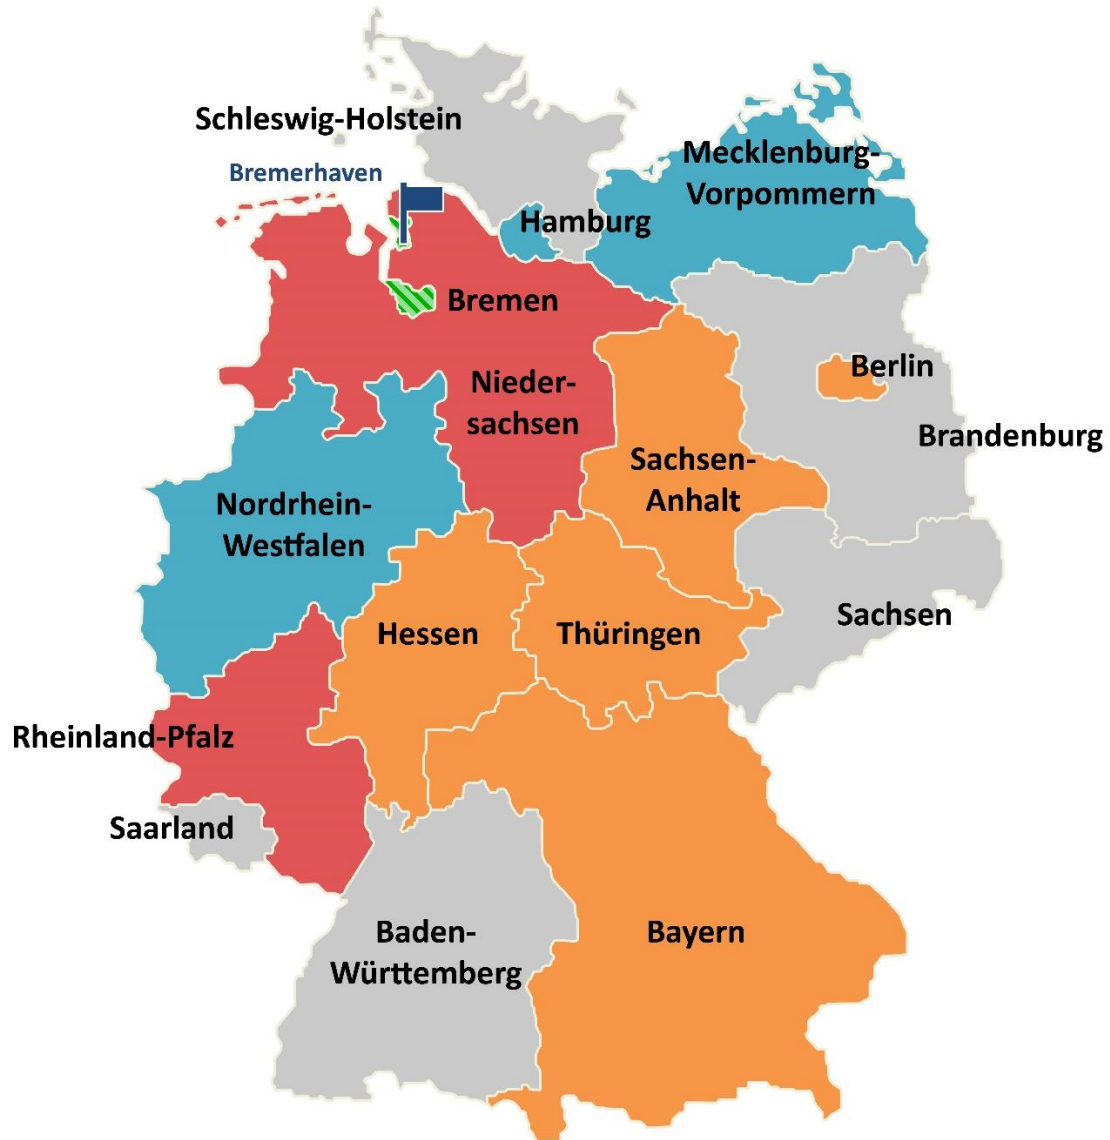 Schleswig-Holstein
Mecklenburg-
Vorpommern
Bremerhaven
Hamburg
Bremen
Berlin
Nieder-
sachsen
Brandenburg
Sachsen-
Anhalt
Nordrhein-
Westfalen
Sachsen
Hessen
Thüringen
Rheinland-Pfalz
Saarland
Baden-
Württemberg
Bayern